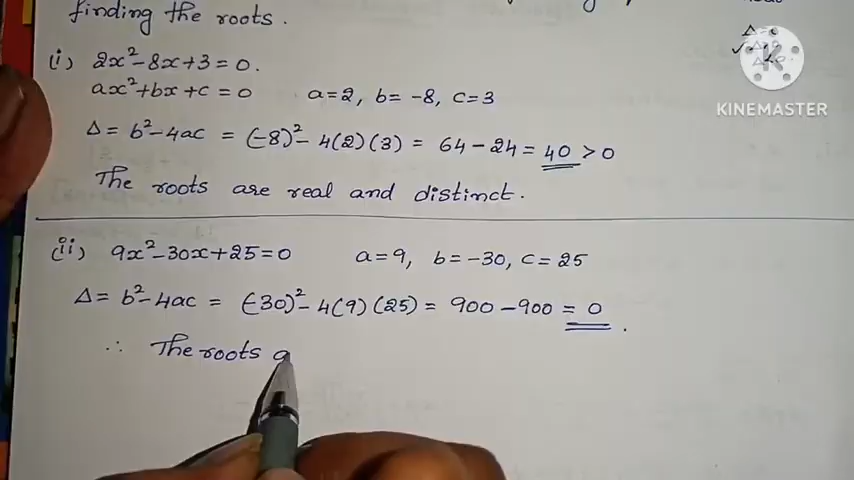 finding the roots.
(i) 2x²-8x+3=0.
ax²+bx+c=0 a=2, b=-8, c=3
Δ= b²-4ac = (-8)²- 4(2)(3) = 64-24= 40 >0
The roots are real and distinct.
(ii) 9x²-30x+25=0 a=9, b=-30, c=25
Δ= b²-4ac = (-30)²- 4(9)(25) = 900-900 = 0.
∴ The roots a
KINEMASTER